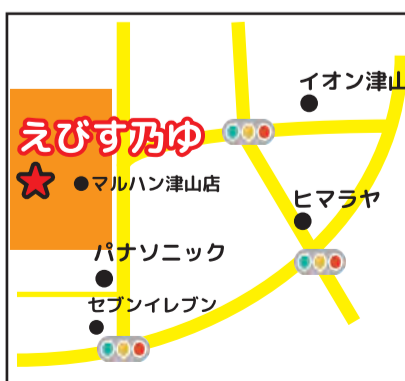 イオン津山
えびす乃ゆ
マルハン津山店
ヒマラヤ
パナソニック
セブンイレブン